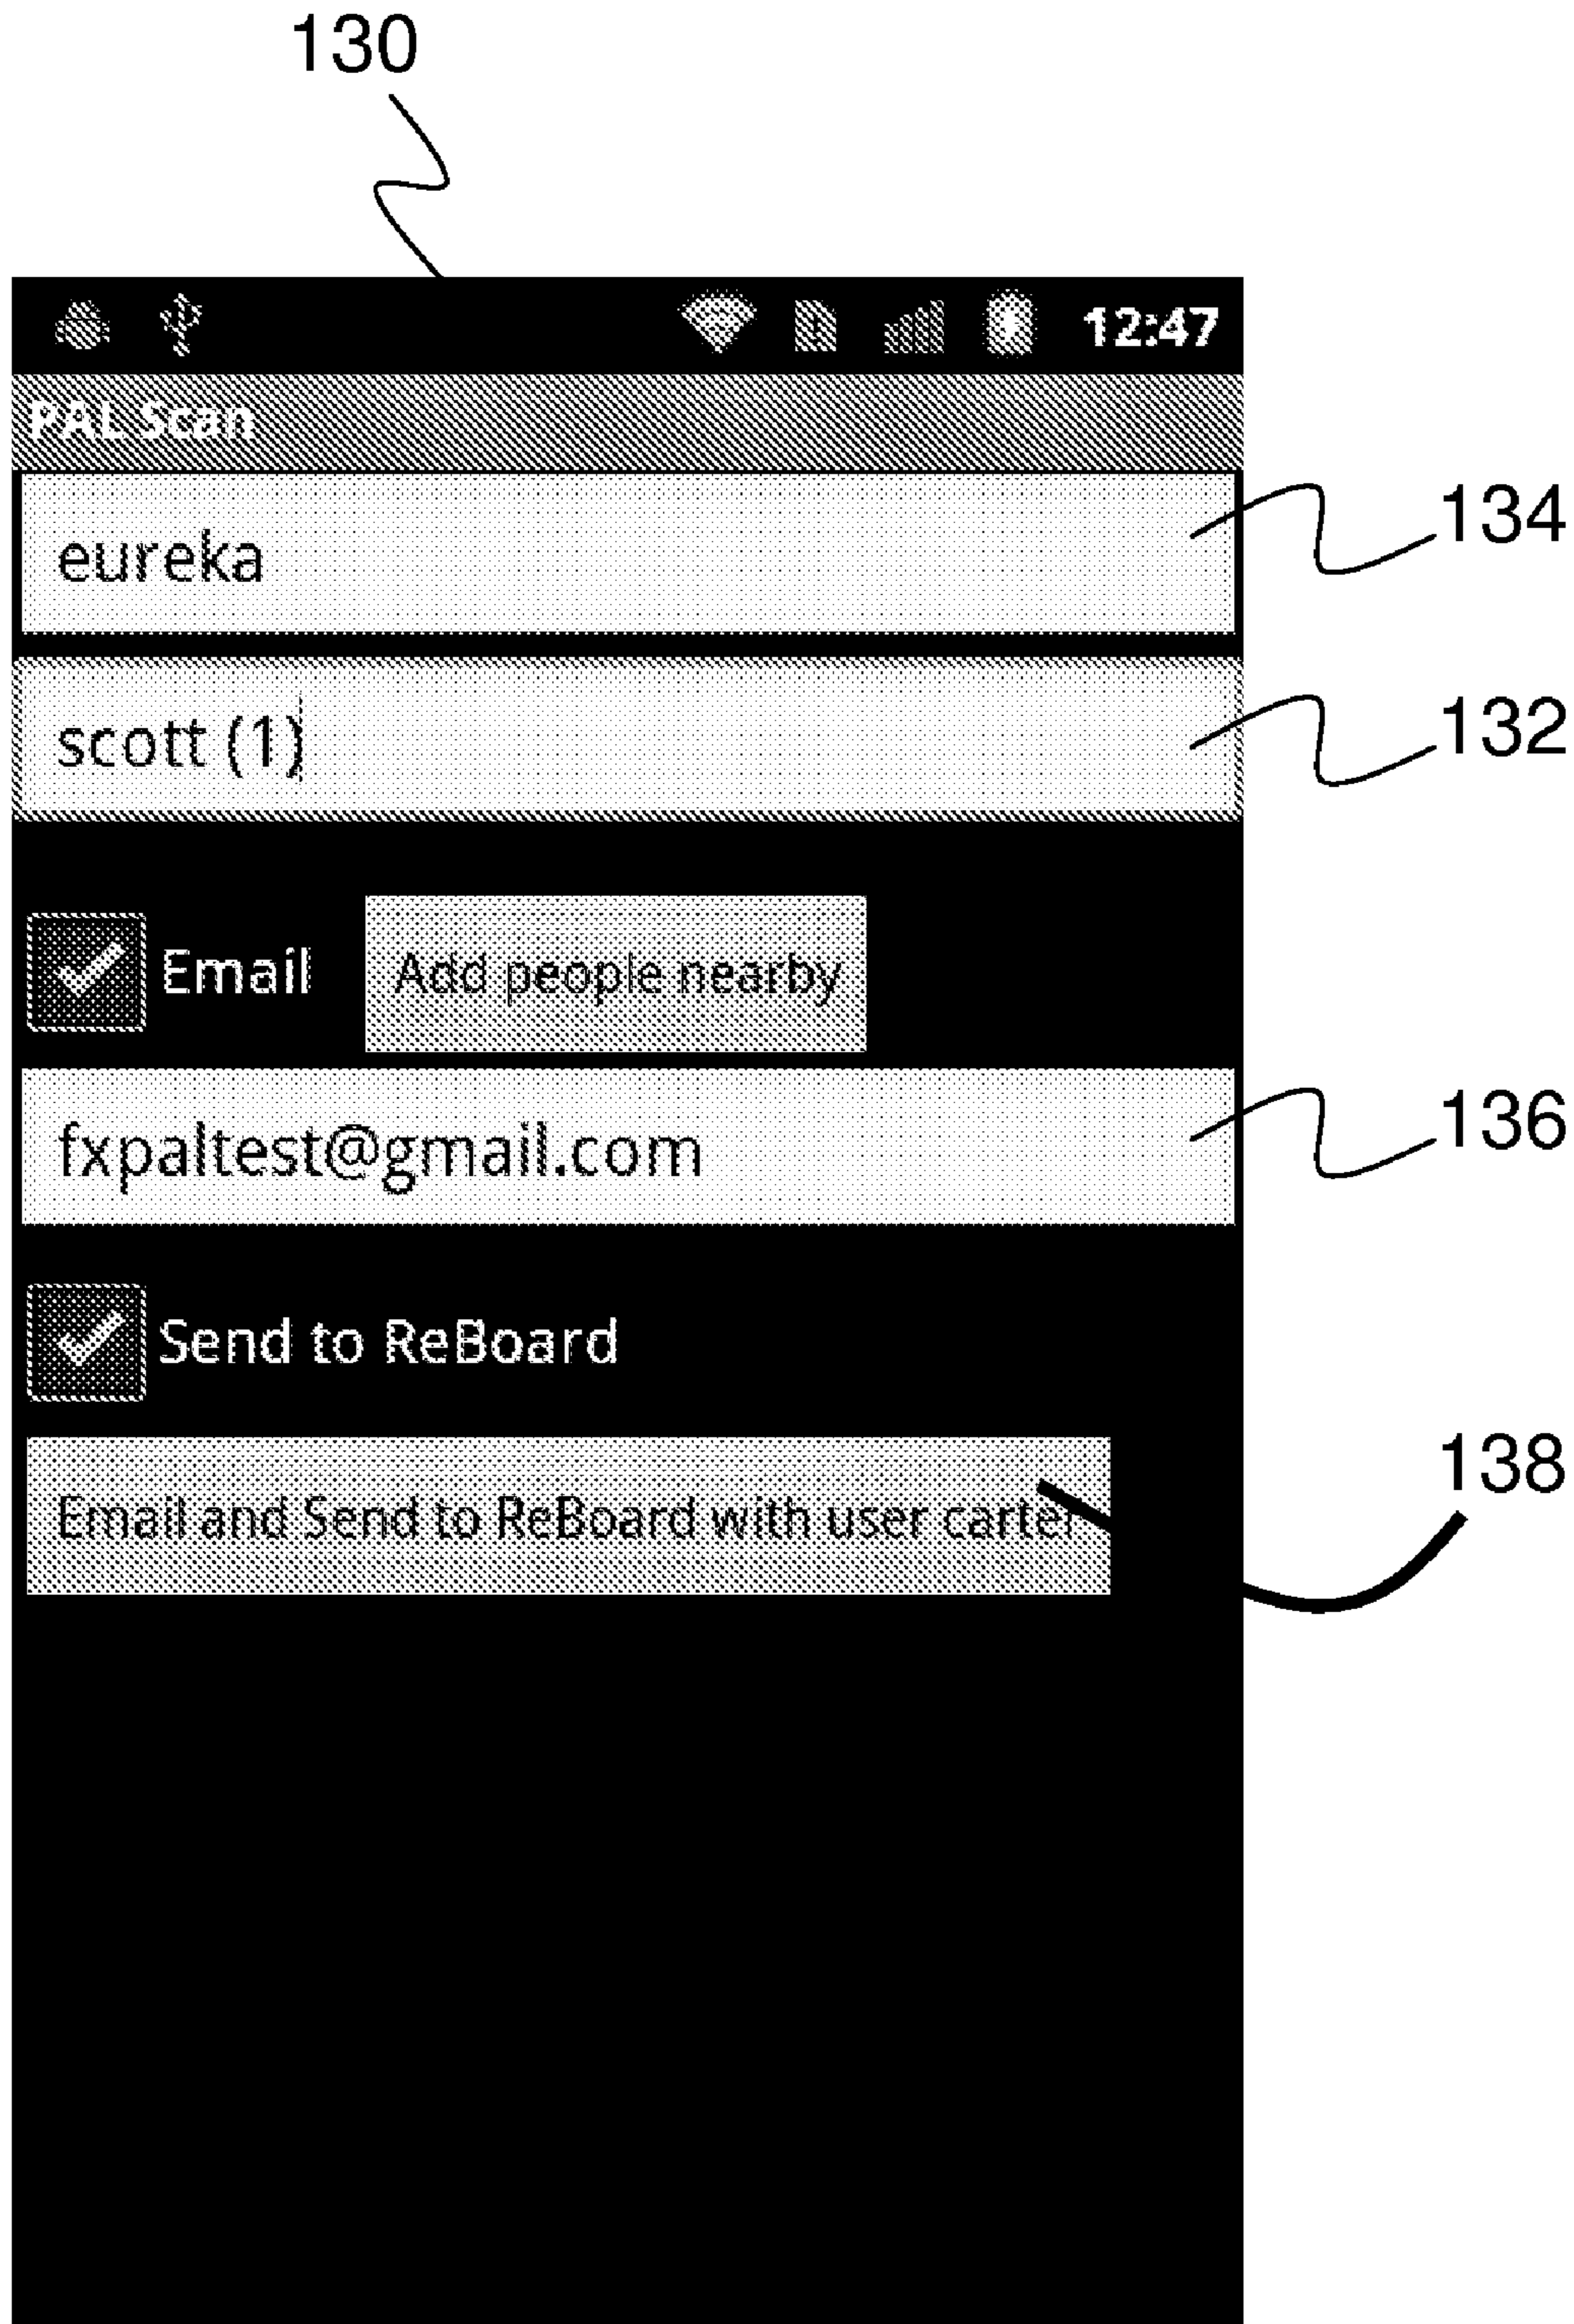 130
12:47
PAL Scan
eureka
134
scott (1)
132
Email
Add people nearby
fxpaltest@gmail.com
136
Send to ReBoard
Email and Send to ReBoard with user carter
138